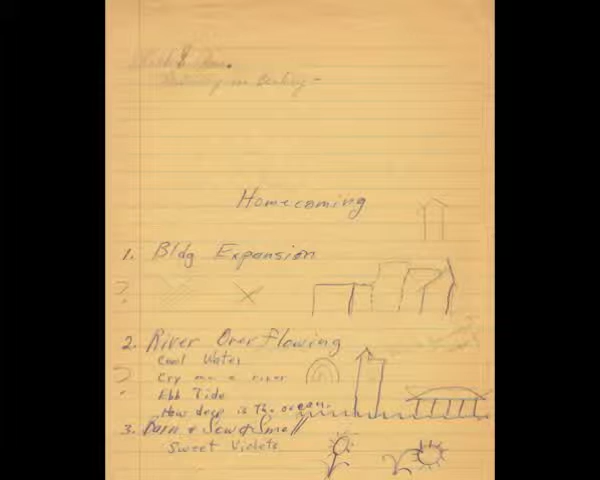 Homecoming
1. Bldg Expansion
?
2. River Overflowing
Cool Water
? Cry me a river
Ebb Tide
How deep is the ocean.
3. & Smell
Sweet Violets